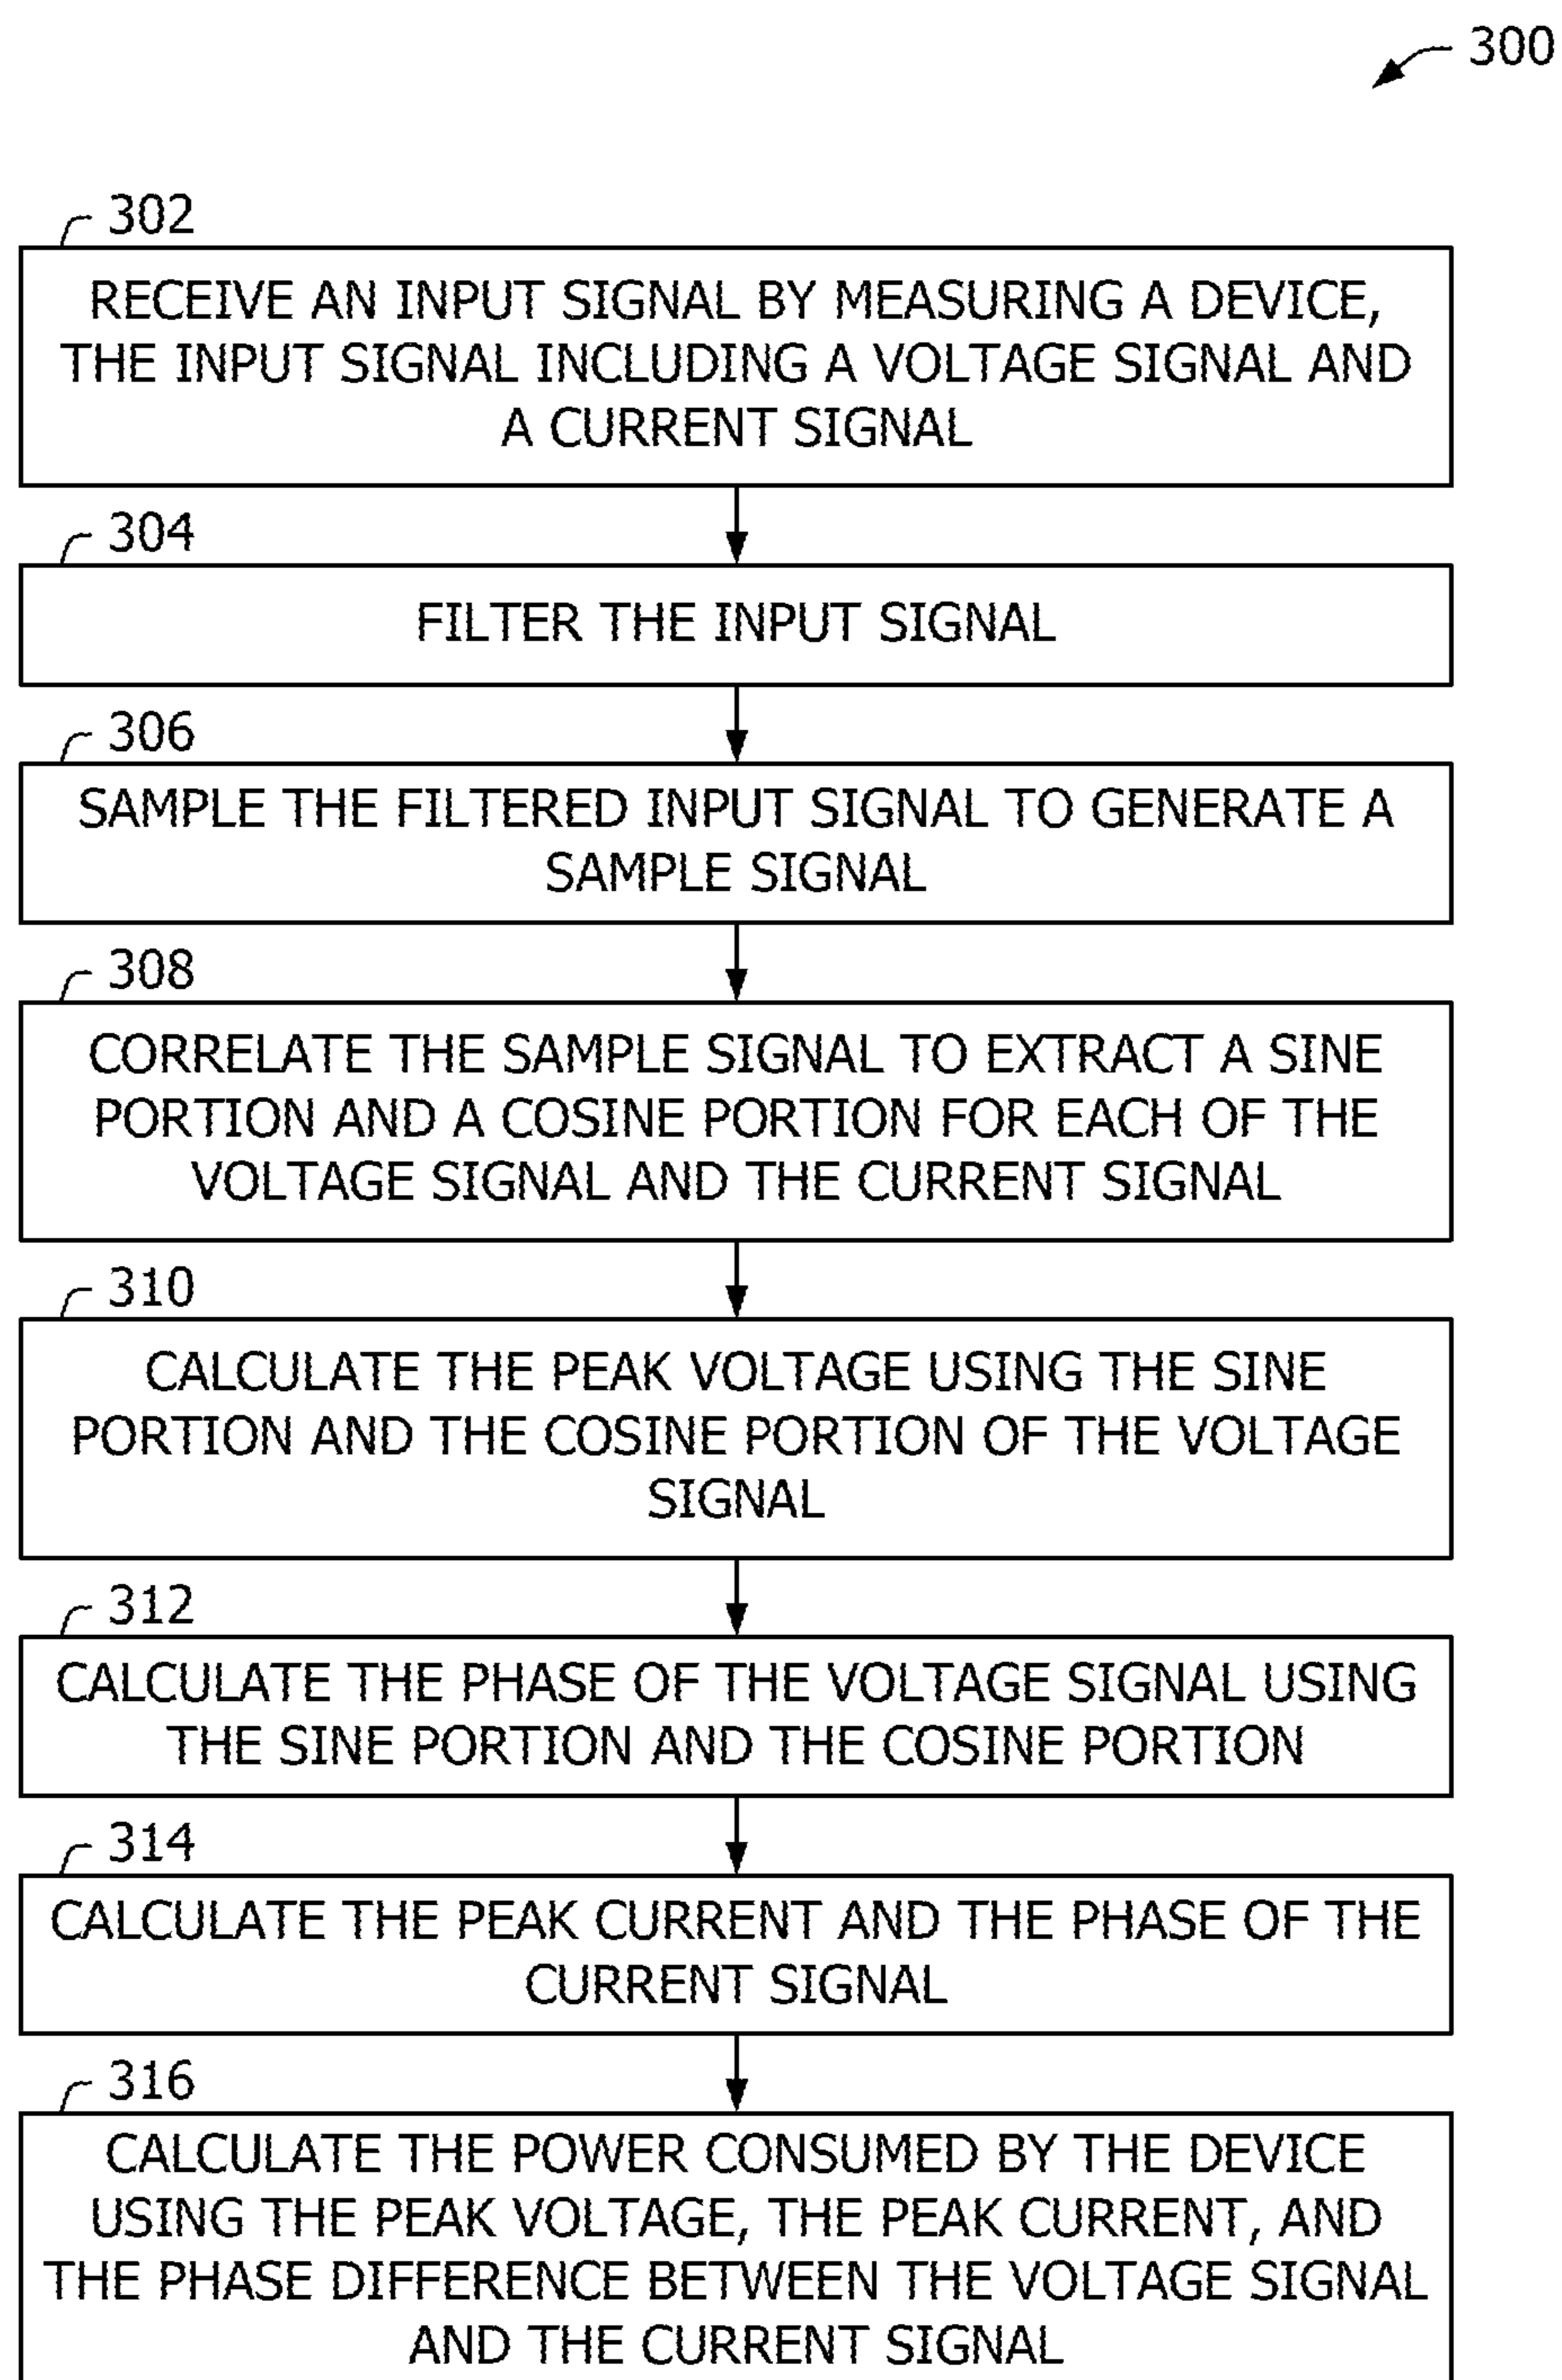 300
302
RECEIVE AN INPUT SIGNAL BY MEASURING A DEVICE,
THE INPUT SIGNAL INCLUDING A VOLTAGE SIGNAL AND
A CURRENT SIGNAL
304
FILTER THE INPUT SIGNAL
306
SAMPLE THE FILTERED INPUT SIGNAL TO GENERATE A
SAMPLE SIGNAL
308
CORRELATE THE SAMPLE SIGNAL TO EXTRACT A SINE
PORTION AND A COSINE PORTION FOR EACH OF THE
VOLTAGE SIGNAL AND THE CURRENT SIGNAL
310
CALCULATE THE PEAK VOLTAGE USING THE SINE
PORTION AND THE COSINE PORTION OF THE VOLTAGE
SIGNAL
312
CALCULATE THE PHASE OF THE VOLTAGE SIGNAL USING
THE SINE PORTION AND THE COSINE PORTION
314
CALCULATE THE PEAK CURRENT AND THE PHASE OF THE
CURRENT SIGNAL
316
CALCULATE THE POWER CONSUMED BY THE DEVICE
USING THE PEAK VOLTAGE, THE PEAK CURRENT, AND
THE PHASE DIFFERENCE BETWEEN THE VOLTAGE SIGNAL
AND THE CURRENT SIGNAL